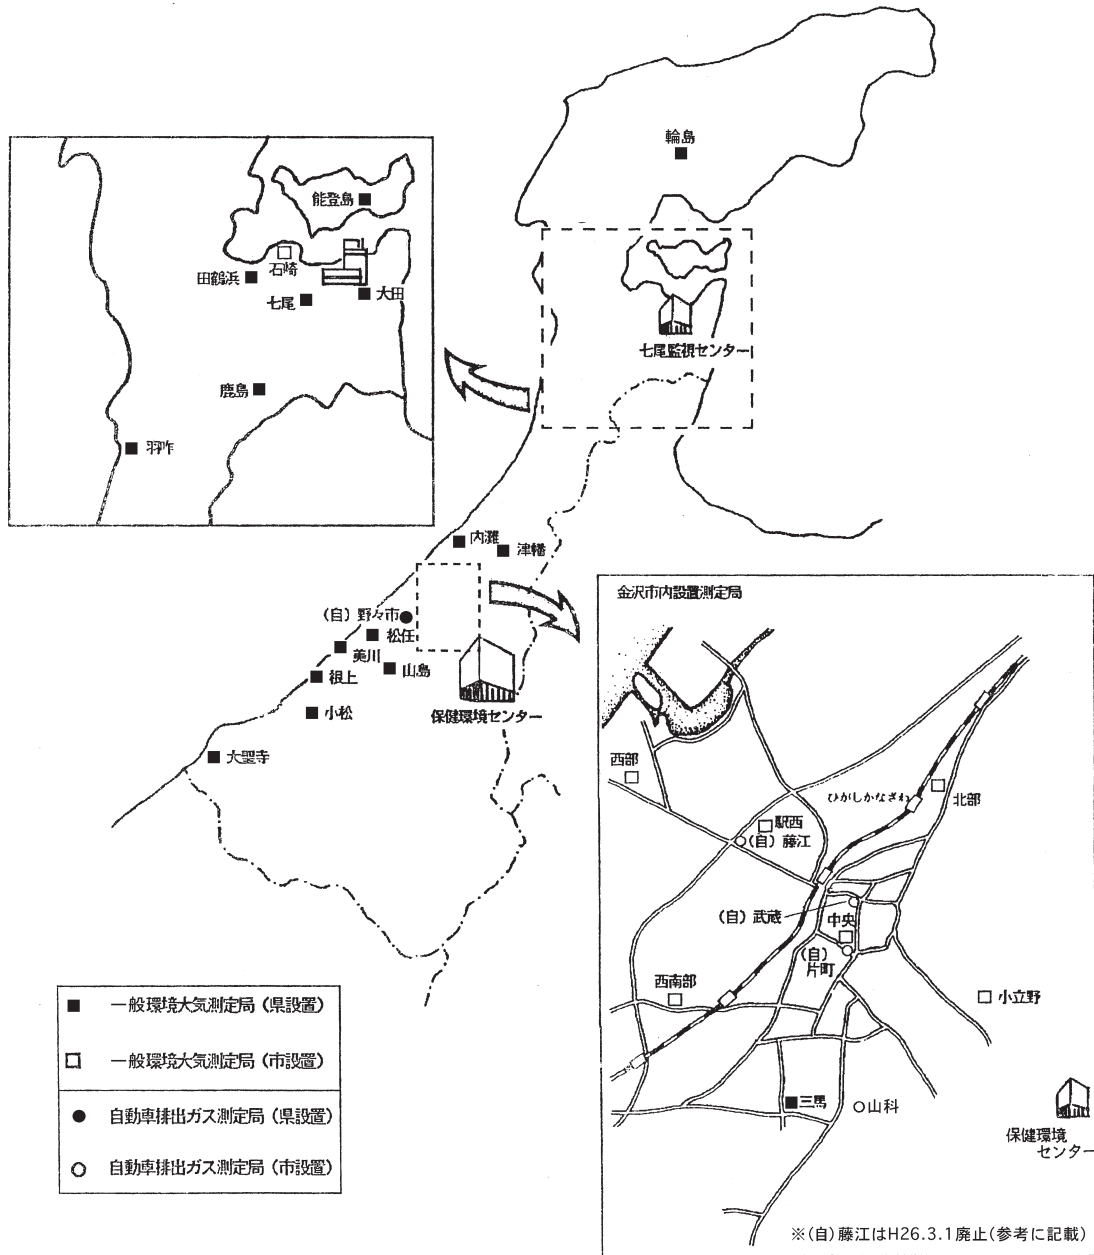 輪島
能登島
石崎
田鶴浜
七尾
大田
鹿島
羽咋
七尾監視センター
内灘
津幡
(自) 野々市
松任
美川
山島
根上
小松
保健環境センター
大聖寺
金沢市内設置測定局
西部
ひがしかなざわ
北部
駅西
(自) 藤江
(自) 武蔵
中央
(自)
片町
西南部
小立野
三馬
山科
保健環境
センター
※(自)藤江はH26.3.1廃止(参考に記載)
一般環境大気測定局 (県設置)
一般環境大気測定局 (市設置)
自動車排出ガス測定局 (県設置)
自動車排出ガス測定局 (市設置)